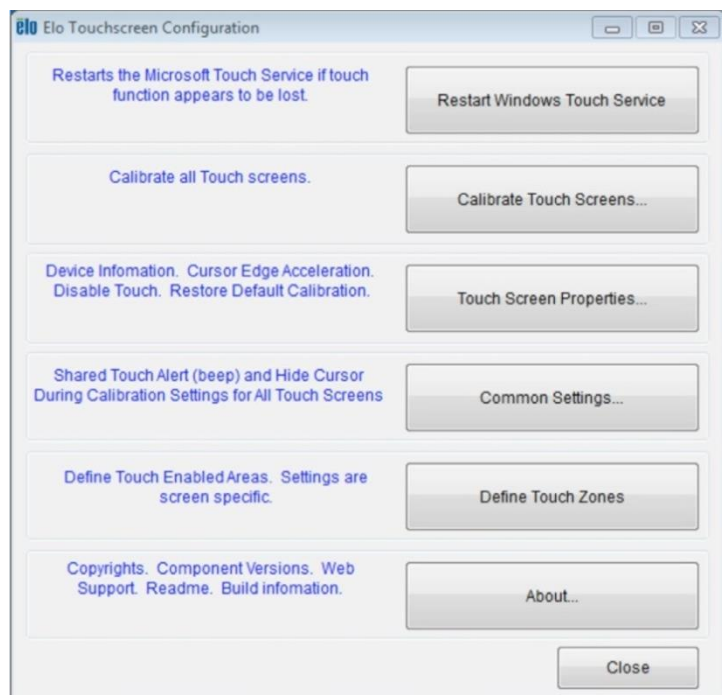 elo Elo Touchscreen Configuration
Restarts the Microsoft Touch Service if touch
function appears to be lost.
Restart Windows Touch Service
Calibrate all Touch screens.
Calibrate Touch Screens...
Device Infomation. Cursor Edge Acceleration.
Disable Touch. Restore Default Calibration.
Touch Screen Properties...
Shared Touch Alert (beep) and Hide Cursor
During Calibration Settings for All Touch Screens
Common Settings...
Define Touch Enabled Areas. Settings are
screen specific.
Define Touch Zones
Copyrights. Component Versions. Web
Support. Readme. Build infomation.
About...
Close